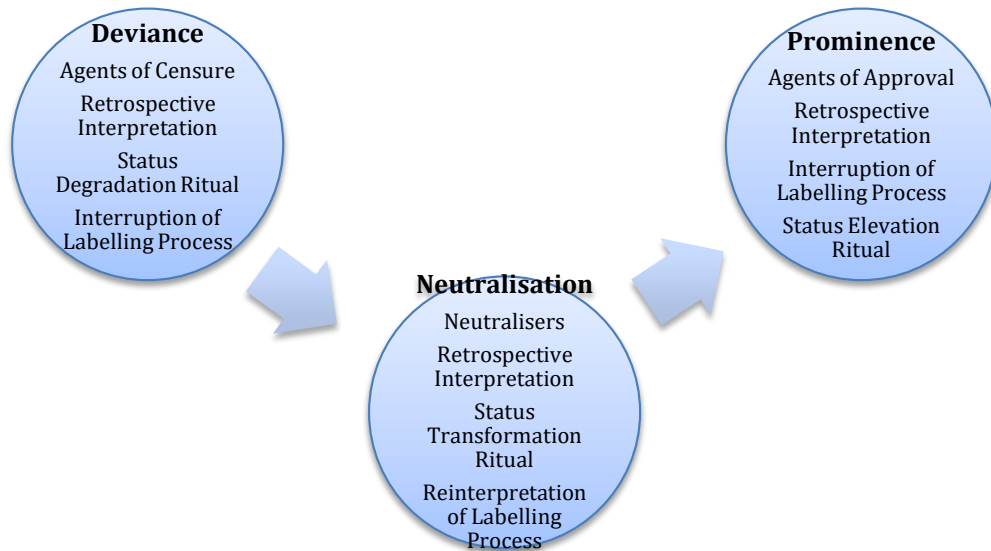 Deviance
Agents of Censure
Retrospective
Interpretation
Status
Degradation Ritual
Interruption of
Labelling Process
Neutralisation
Neutralisers
Retrospective
Interpretation
Status
Transformation
Ritual
Reinterpretation
of Labelling
Process
Prominence
Agents of Approval
Retrospective
Interpretation
Interruption of
Labelling Process
Status Elevation
Ritual